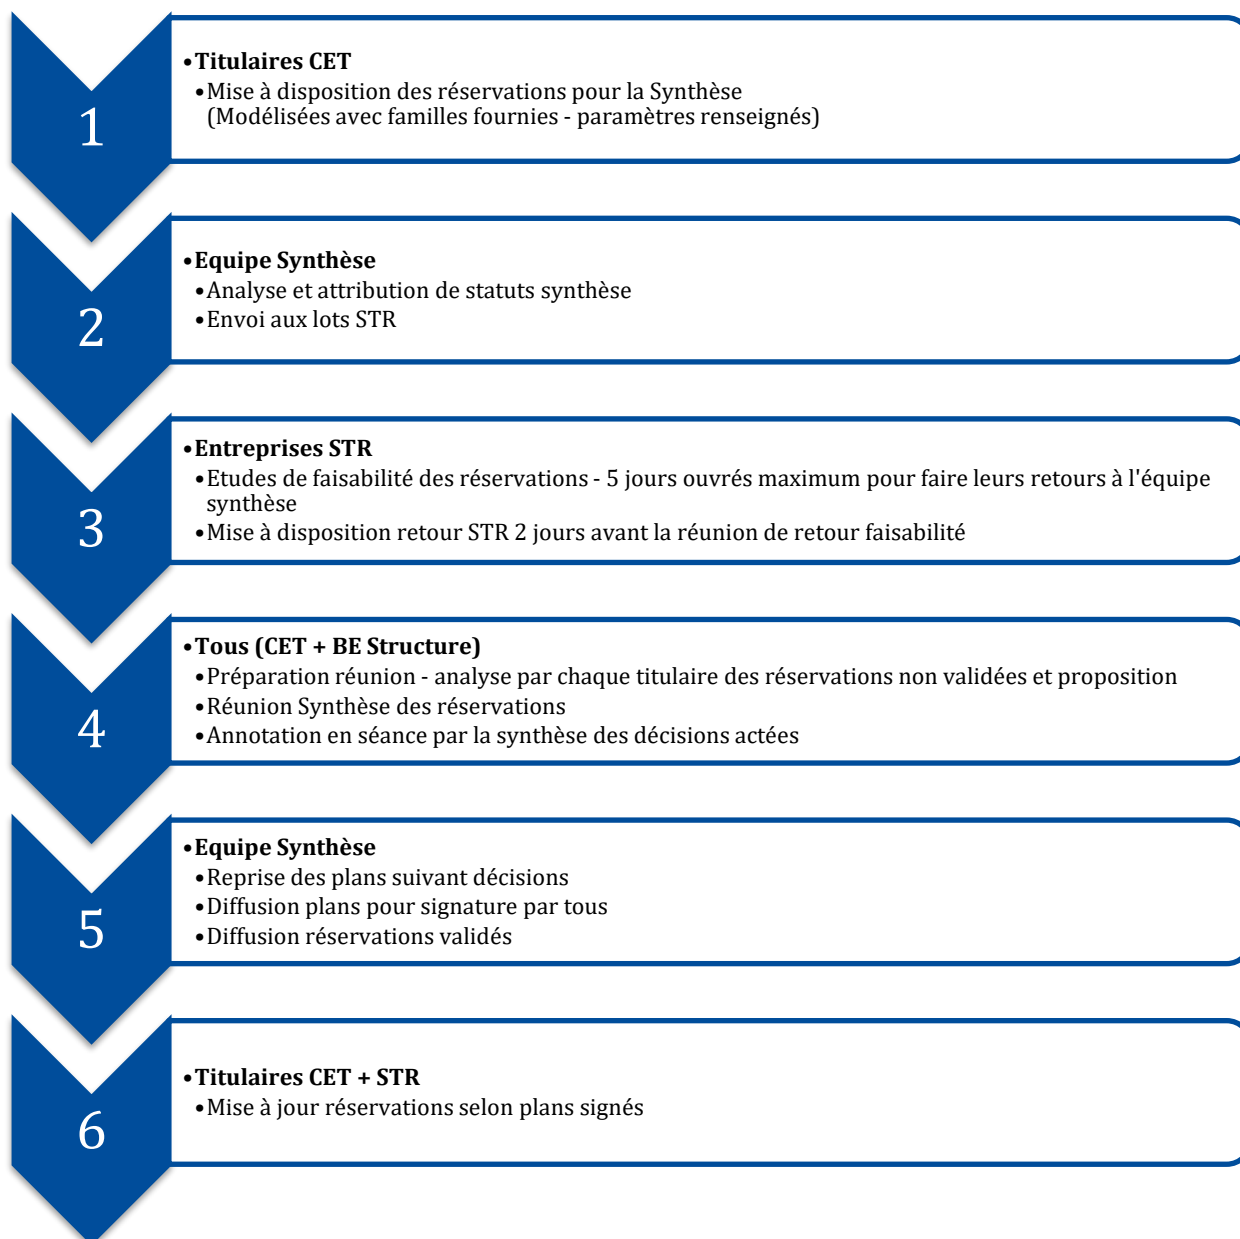 1
•Titulaires CET
•Mise à disposition des réservations pour la Synthèse
(Modélisées avec familles fournies - paramètres renseignés)
2
•Equipe Synthèse
•Analyse et attribution de statuts synthèse
•Envoi aux lots STR
3
•Entreprises STR
•Etudes de faisabilité des réservations - 5 jours ouvrés maximum pour faire leurs retours à l'équipe
synthèse
•Mise à disposition retour STR 2 jours avant la réunion de retour faisabilité
4
•Tous (CET + BE Structure)
•Préparation réunion - analyse par chaque titulaire des réservations non validées et proposition
•Réunion Synthèse des réservations
•Annotation en séance par la synthèse des décisions actées
5
•Equipe Synthèse
•Reprise des plans suivant décisions
•Diffusion plans pour signature par tous
•Diffusion réservations validés
6
•Titulaires CET + STR
•Mise à jour réservations selon plans signés